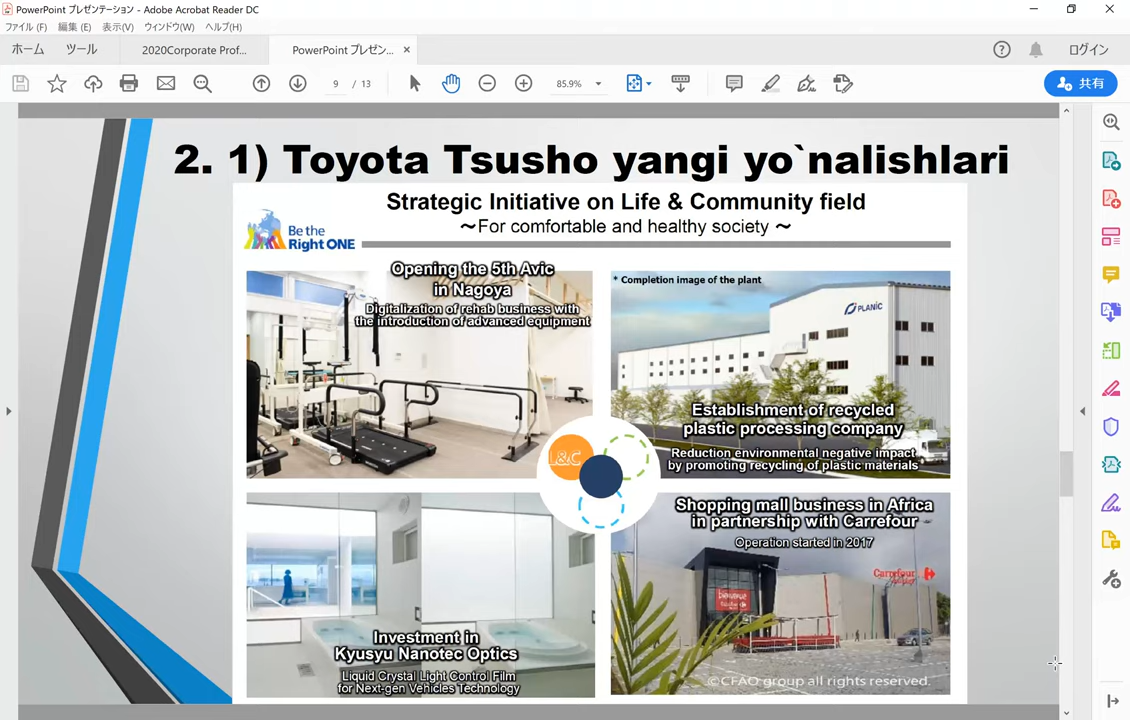 PowerPoint プレゼンテーション - Adobe Acrobat Reader DC
ファイル (F) 編集 (E) 表示(V) ウィンドウ(W) ヘルプ(H)
ホーム ツール 2020Corporate Prof... PowerPoint プレゼン... × ログイン
9 / 13 85.9% 共有
2. 1) Toyota Tsusho yangi yo`nalishlari
Strategic Initiative on Life & Community field
～For comfortable and healthy society ～
Be the
Right ONE
Opening the 5th Avic
in Nagoya
Digitalization of rehab business with
the introduction of advanced equipment
* Completion image of the plant
PLANIC
Establishment of recycled
plastic processing company
Reduction environmental negative impact
by promoting recycling of plastic materials
L&C
Investment in
Kyusyu Nanotec Optics
Liquid Crystal Light Control Film
for Next-gen Vehicles Technology
Shopping mall business in Africa
in partnership with Carrefour
Operation started in 2017
Carrefour
bienvenue
©CFAO group all rights reserved.